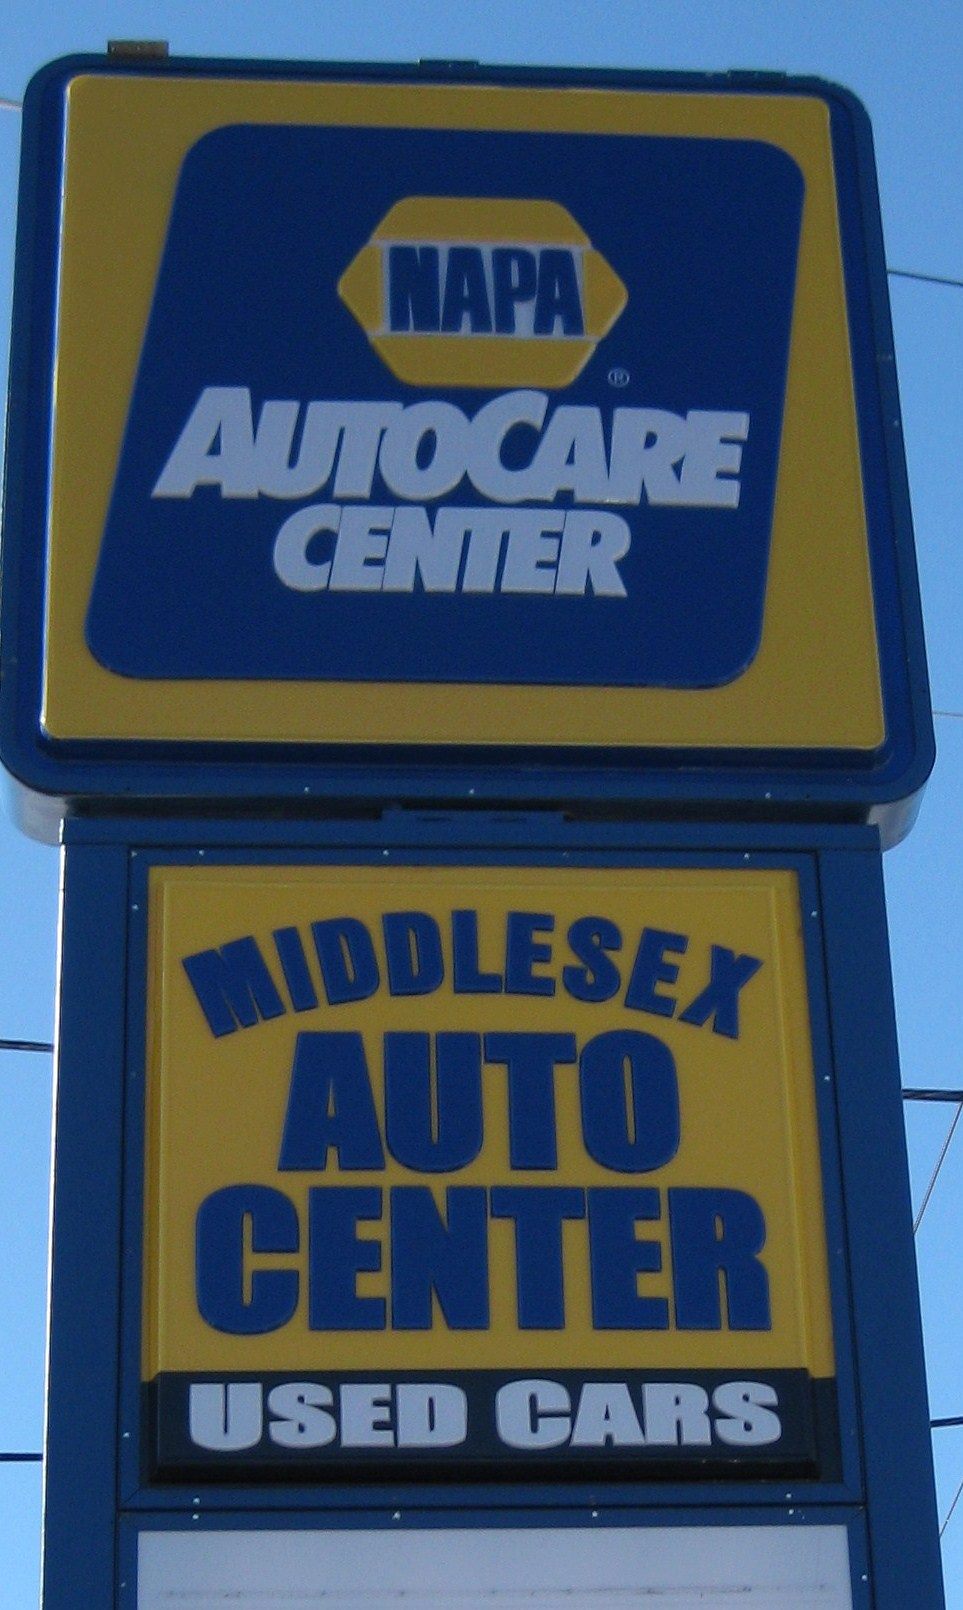 NAPA
®
AUTOCARE
CENTER
MIDDLESEX
AUTO
CENTER
USED CARS